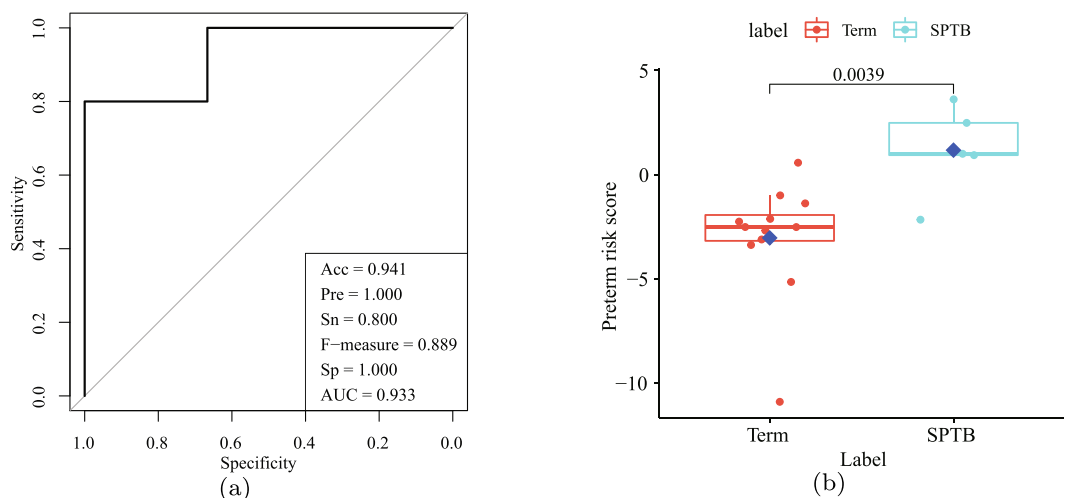 1.0
0.8
0.6
0.4
0.2
0.0
Sensitivity
Acc = 0.941
Pre = 1.000
Sn = 0.800
F−measure = 0.889
Sp = 1.000
AUC = 0.933
1.0 0.8 0.6 0.4 0.2 0.0
Specificity
(a)
label Term SPTB
0.0039
5
0
−5
−10
Preterm risk score
Term SPTB
Label
(b)